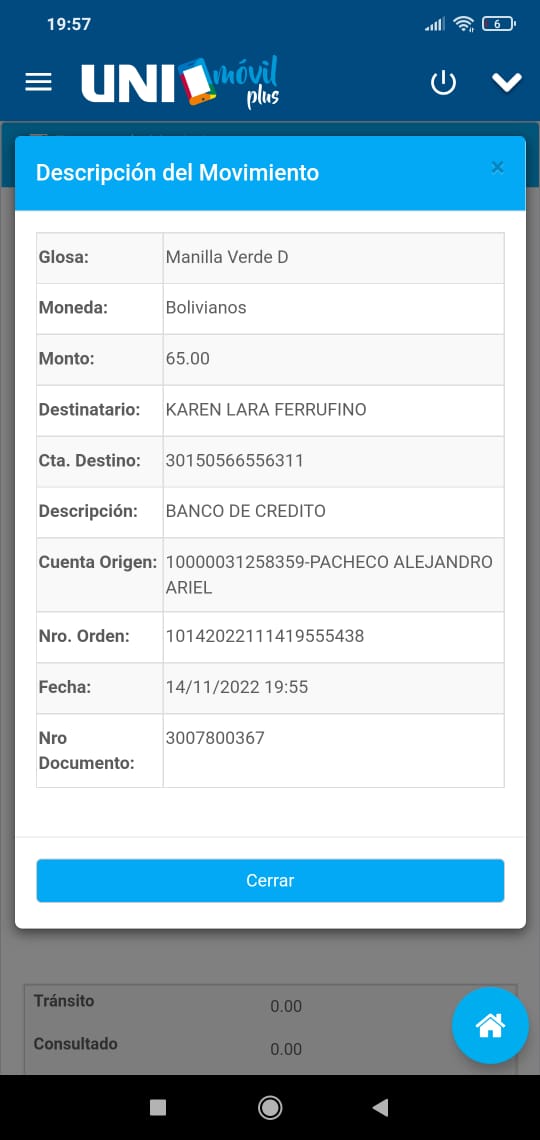 19:57
6
UNI móvil plus
Descripción del Movimiento ×
Glosa: Manilla Verde D
Moneda: Bolivianos
Monto: 65.00
Destinatario: KAREN LARA FERRUFINO
Cta. Destino: 30150566556311
Descripción: BANCO DE CREDITO
Cuenta Origen: 10000031258359-PACHECO ALEJANDRO
ARIEL
Nro. Orden: 10142022111419555438
Fecha: 14/11/2022 19:55
Nro 3007800367
Documento:
Cerrar
Tránsito 0.00
Consultado 0.00